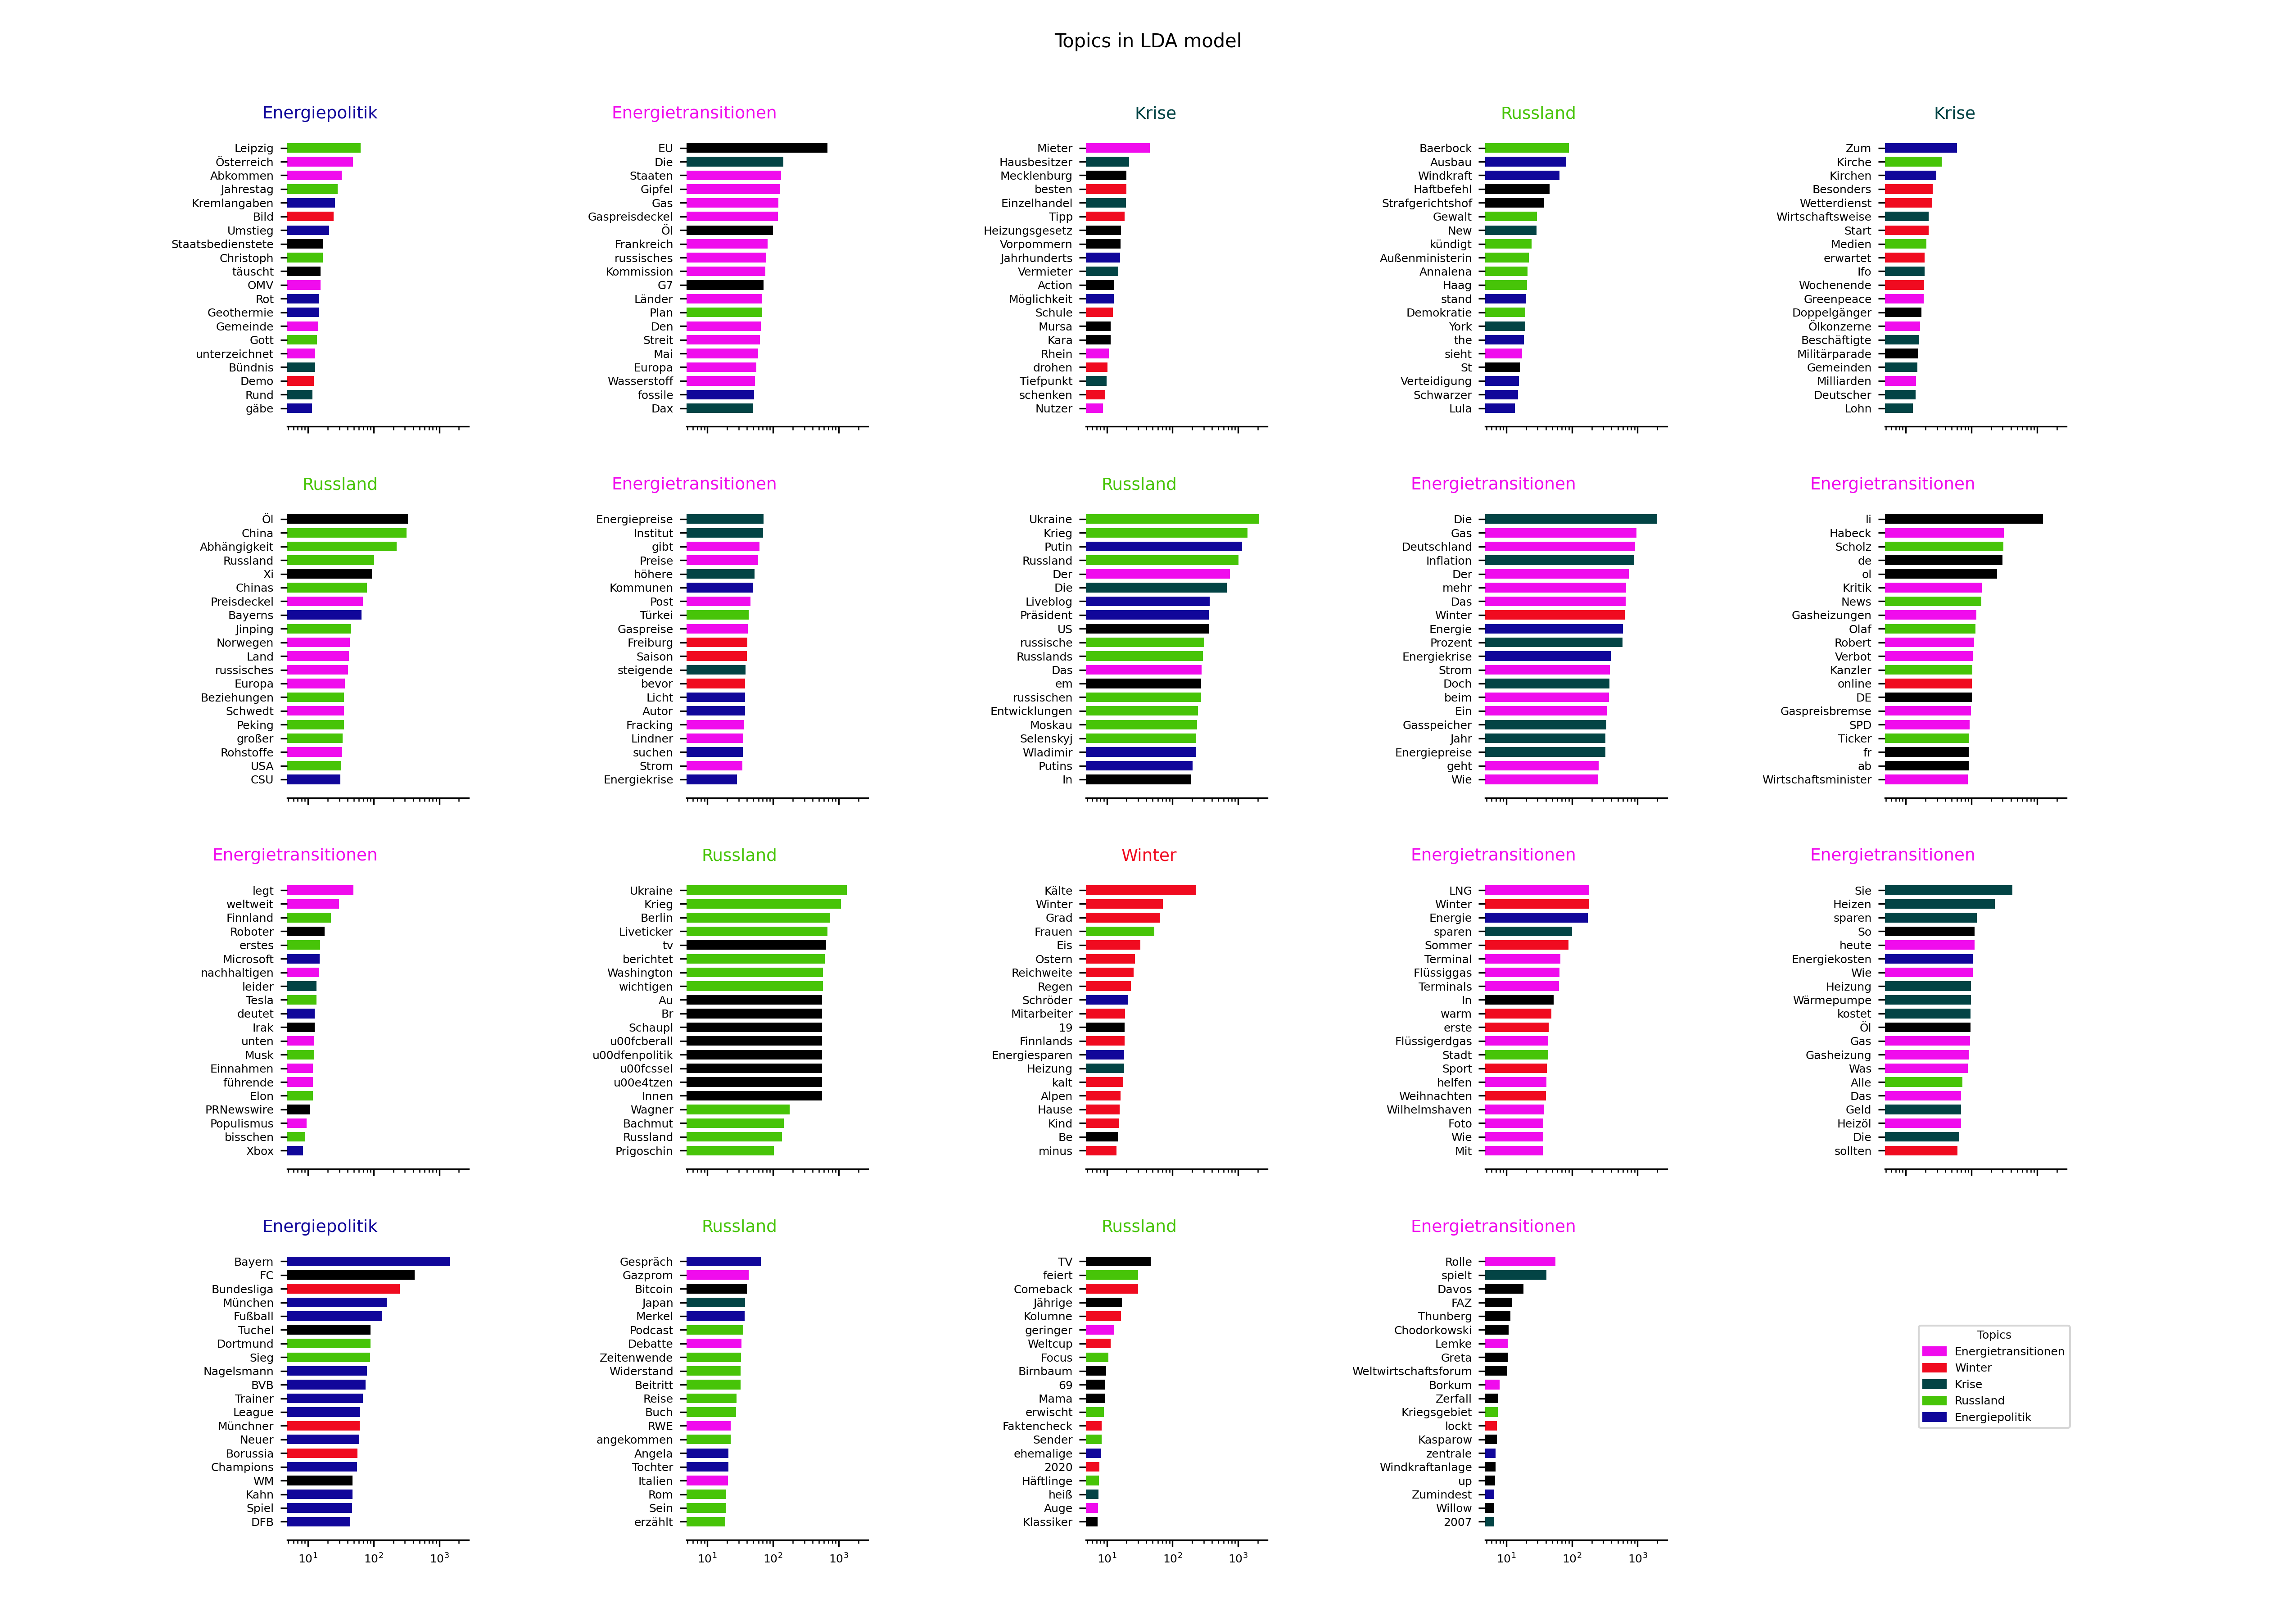 Topics in LDA model
Energiepolitik
Leipzig
Österreich
Abkommen
Jahrestag
Kremlangaben
Bild
Umstieg
Staatsbedienstete
Christoph
täuscht
OMV
Rot
Geothermie
Gemeinde
Gott
unterzeichnet
Bündnis
Demo
Rund
gäbe
Energietransitionen
EU
Die
Staaten
Gipfel
Gas
Gaspreisdeckel
Öl
Frankreich
russisches
Kommission
G7
Länder
Plan
Den
Streit
Mai
Europa
Wasserstoff
fossile
Dax
Krise
Mieter
Hausbesitzer
Mecklenburg
besten
Einzelhandel
Tipp
Heizungsgesetz
Vorpommern
Jahrhunderts
Vermieter
Action
Möglichkeit
Schule
Mursa
Kara
Rhein
drohen
Tiefpunkt
schenken
Nutzer
Russland
Baerbock
Ausbau
Windkraft
Haftbefehl
Strafgerichtshof
Gewalt
New
kündigt
Außenministerin
Annalena
Haag
stand
Demokratie
York
the
sieht
St
Verteidigung
Schwarzer
Lula
Krise
Zum
Kirche
Kirchen
Besonders
Wetterdienst
Wirtschaftsweise
Start
Medien
erwartet
Ifo
Wochenende
Greenpeace
Doppelgänger
Ölkonzerne
Beschäftigte
Militärparade
Gemeinden
Milliarden
Deutscher
Lohn
Russland
Öl
China
Abhängigkeit
Russland
Xi
Chinas
Preisdeckel
Bayerns
Jinping
Norwegen
Land
russisches
Europa
Beziehungen
Schwedt
Peking
großer
Rohstoffe
USA
CSU
Energietransitionen
Energiepreise
Institut
gibt
Preise
höhere
Kommunen
Post
Türkei
Gaspreise
Freiburg
Saison
steigende
bevor
Licht
Autor
Fracking
Lindner
suchen
Strom
Energiekrise
Russland
Ukraine
Krieg
Putin
Russland
Der
Die
Liveblog
Präsident
US
russische
Russlands
Das
em
russischen
Entwicklungen
Moskau
Selenskyj
Wladimir
Putins
In
Energietransitionen
Die
Gas
Deutschland
Inflation
Der
mehr
Das
Winter
Energie
Prozent
Energiekrise
Strom
Doch
beim
Ein
Gasspeicher
Jahr
Energiepreise
geht
Wie
Energietransitionen
li
Habeck
Scholz
de
ol
Kritik
News
Gasheizungen
Olaf
Robert
Verbot
Kanzler
online
DE
Gaspreisbremse
SPD
Ticker
fr
ab
Wirtschaftsminister
Energietransitionen
legt
weltweit
Finnland
Roboter
erstes
Microsoft
nachhaltigen
leider
Tesla
deutet
Irak
unten
Musk
Einnahmen
führende
Elon
PRNewswire
Populismus
bisschen
Xbox
Russland
Ukraine
Krieg
Berlin
Liveticker
tv
berichtet
Washington
wichtigen
Au
Br
Schaupl
u00fcberall
u00dfenpolitik
u00fcssel
u00e4tzen
Innen
Wagner
Bachmut
Russland
Prigoschin
Winter
Kälte
Winter
Grad
Frauen
Eis
Ostern
Reichweite
Regen
Schröder
Mitarbeiter
19
Finnlands
Energiesparen
Heizung
kalt
Alpen
Hause
Kind
Be
minus
Energietransitionen
LNG
Winter
Energie
sparen
Sommer
Terminal
Flüssiggas
Terminals
In
warm
erste
Flüssigerdgas
Stadt
Sport
helfen
Weihnachten
Wilhelmshaven
Foto
Wie
Mit
Energietransitionen
Sie
Heizen
sparen
So
heute
Energiekosten
Wie
Heizung
Wärmepumpe
kostet
Öl
Gas
Gasheizung
Was
Alle
Das
Geld
Heizöl
Die
sollten
Energiepolitik
Bayern
FC
Bundesliga
München
Fußball
Tuchel
Dortmund
Sieg
Nagelsmann
BVB
Trainer
League
Münchner
Neuer
Borussia
Champions
WM
Kahn
Spiel
DFB
10¹ 10² 10³
Russland
Gespräch
Gazprom
Bitcoin
Japan
Merkel
Podcast
Debatte
Zeitenwende
Widerstand
Beitritt
Reise
Buch
RWE
angekommen
Angela
Tochter
Italien
Rom
Sein
erzählt
10¹ 10² 10³
Russland
TV
feiert
Comeback
Jährige
Kolumne
geringer
Weltcup
Focus
Birnbaum
69
Mama
erwischt
Faktencheck
Sender
ehemalige
2020
Häftlinge
heiß
Auge
Klassiker
10¹ 10² 10³
Energietransitionen
Rolle
spielt
Davos
FAZ
Thunberg
Chodorkowski
Lemke
Greta
Weltwirtschaftsforum
Borkum
Zerfall
Kriegsgebiet
lockt
Kasparow
zentrale
Windkraftanlage
up
Zumindest
Willow
2007
10¹ 10² 10³
Topics
Energietransitionen
Winter
Krise
Russland
Energiepolitik